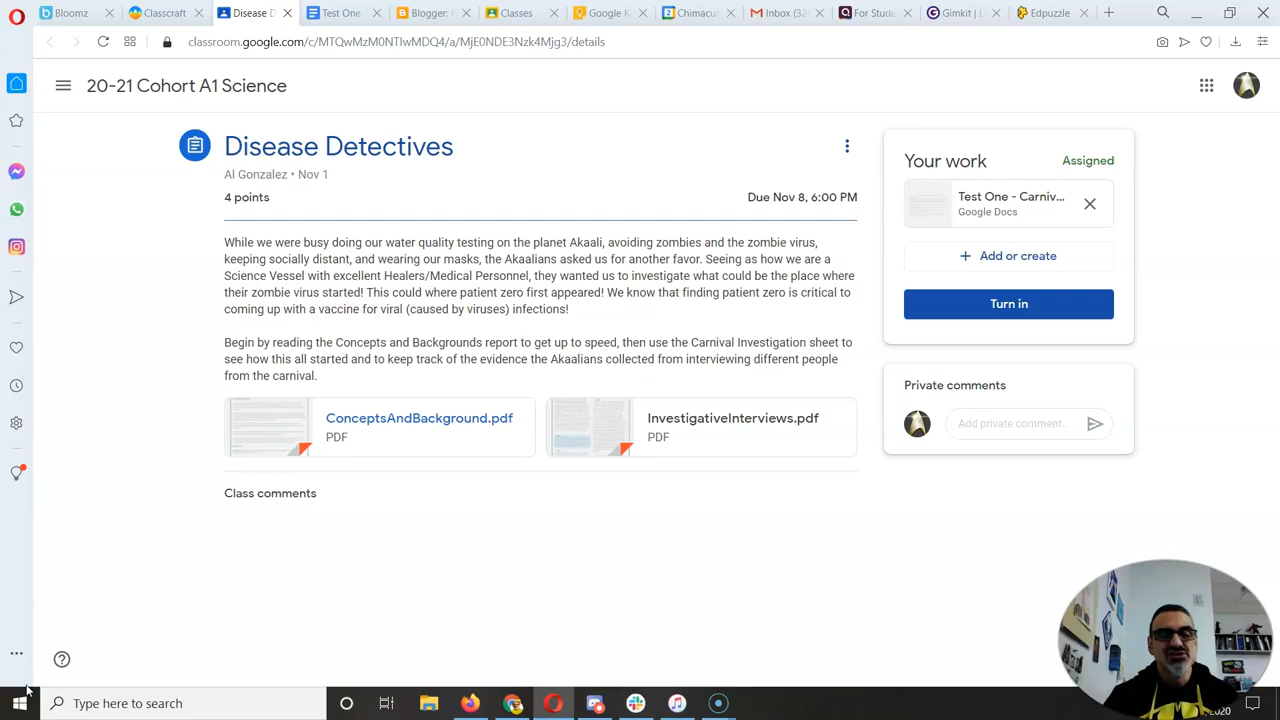 Bloomz
Classcraft
Disease D
Test One
Blogger: I
Classes
Google K
Chimacu
Inbox (32
For Stude
Gimkit | L
Edpuzzle
classroom.google.com/c/MTQwMzM0NTIwMDQ4/a/MjE0NDE3Nzk4Mjg3/details
20-21 Cohort A1 Science
Disease Detectives
Al Gonzalez • Nov 1
4 points
Due Nov 8, 6:00 PM
While we were busy doing our water quality testing on the planet Akaali, avoiding zombies and the zombie virus,
keeping socially distant, and wearing our masks, the Akaalians asked us for another favor. Seeing as how we are a
Science Vessel with excellent Healers/Medical Personnel, they wanted us to investigate what could be the place where
their zombie virus started! This could where patient zero first appeared! We know that finding patient zero is critical to
coming up with a vaccine for viral (caused by viruses) infections!
Begin by reading the Concepts and Backgrounds report to get up to speed, then use the Carnival Investigation sheet to
see how this all started and to keep track of the evidence the Akaalians collected from interviewing different people
from the carnival.
ConceptsAndBackground.pdf
PDF
InvestigativeInterviews.pdf
PDF
Class comments
Your work
Assigned
Test One - Carniv...
Google Docs
+ Add or create
Turn in
Private comments
Add private comment...
Type here to search
2020